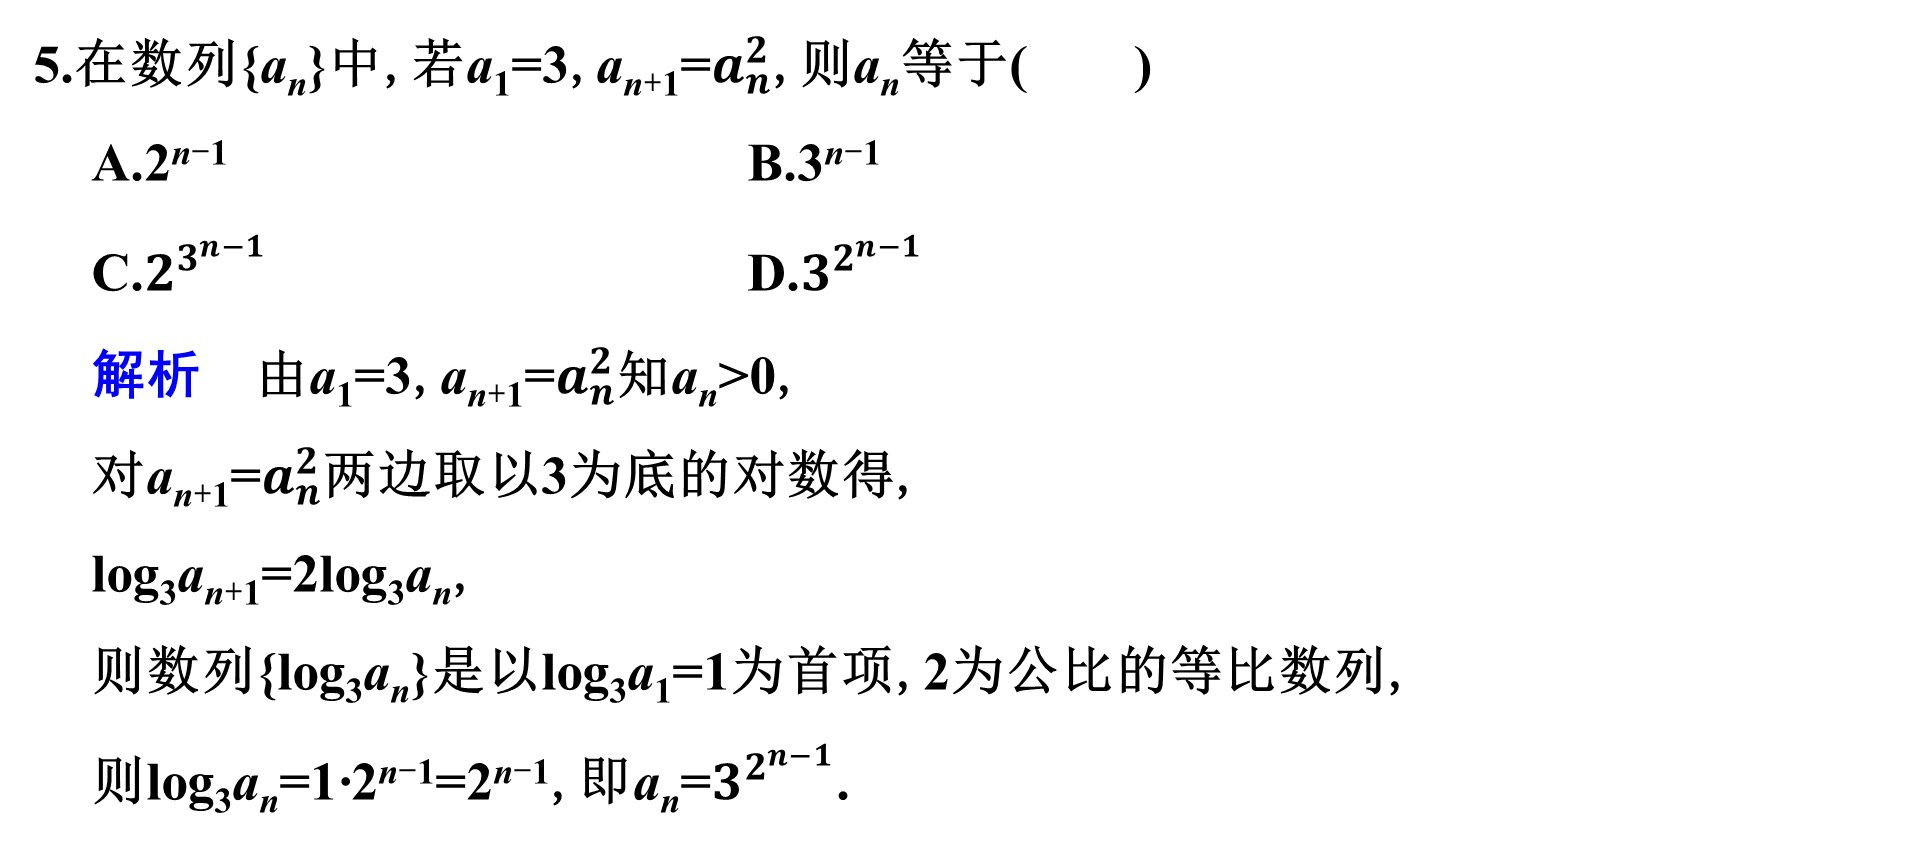 5.在数列{aₙ}中, 若a₁=3, aₙ₊₁=aₙ², 则aₙ等于(　　)
A.2ⁿ⁻¹　　B.3ⁿ⁻¹
C.2^(3^(n−1))　　D.3^(2^(n−1))
解析　由a₁=3, aₙ₊₁=aₙ²知aₙ>0,
对aₙ₊₁=aₙ²两边取以3为底的对数得,
log₃aₙ₊₁=2log₃aₙ,
则数列{log₃aₙ}是以log₃a₁=1为首项, 2为公比的等比数列,
则log₃aₙ=1·2ⁿ⁻¹=2ⁿ⁻¹, 即aₙ=3^(2^(n−1)).